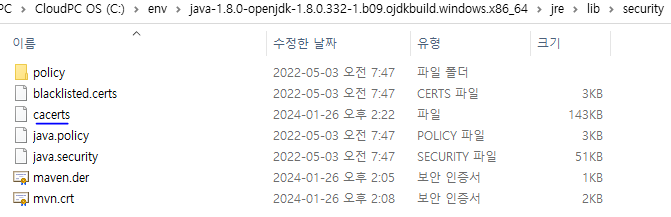 PC > CloudPC OS (C:) > env > java-1.8.0-openjdk-1.8.0.332-1.b09.ojdkbuild.windows.x86_64 > jre > lib > security
이름 수정한 날짜 유형 크기
policy 2022-05-03 오전 7:47 파일 폴더
blacklisted.certs 2022-05-03 오전 7:47 CERTS 파일 3KB
cacerts 2024-01-26 오후 2:22 파일 143KB
java.policy 2022-05-03 오전 7:47 POLICY 파일 3KB
java.security 2022-05-03 오전 7:47 SECURITY 파일 51KB
maven.der 2024-01-26 오후 2:05 보안 인증서 1KB
mvn.crt 2024-01-26 오후 2:08 보안 인증서 2KB